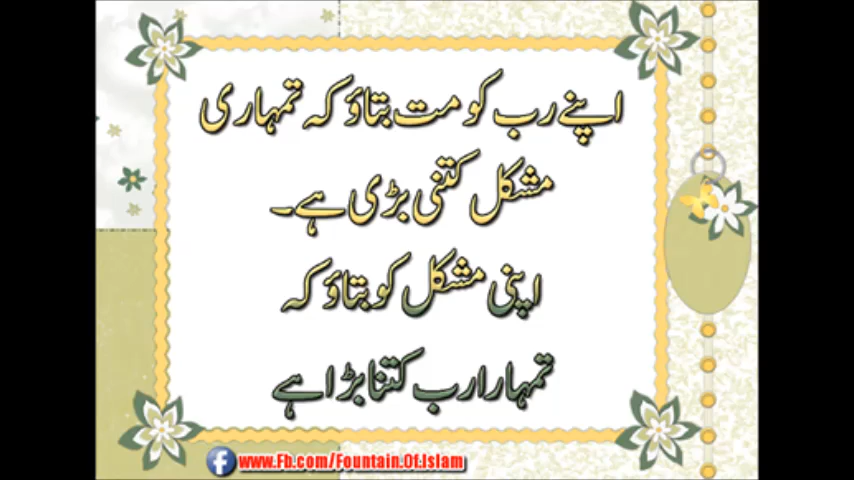 اپنے رب کو مت بتاؤ کہ تمہاری
مشکل کتنی بڑی ہے۔
اپنی مشکل کو بتاؤ کہ
تمہارا رب کتنا بڑا ہے
www.Fb.com/Fountain.Of.Islam